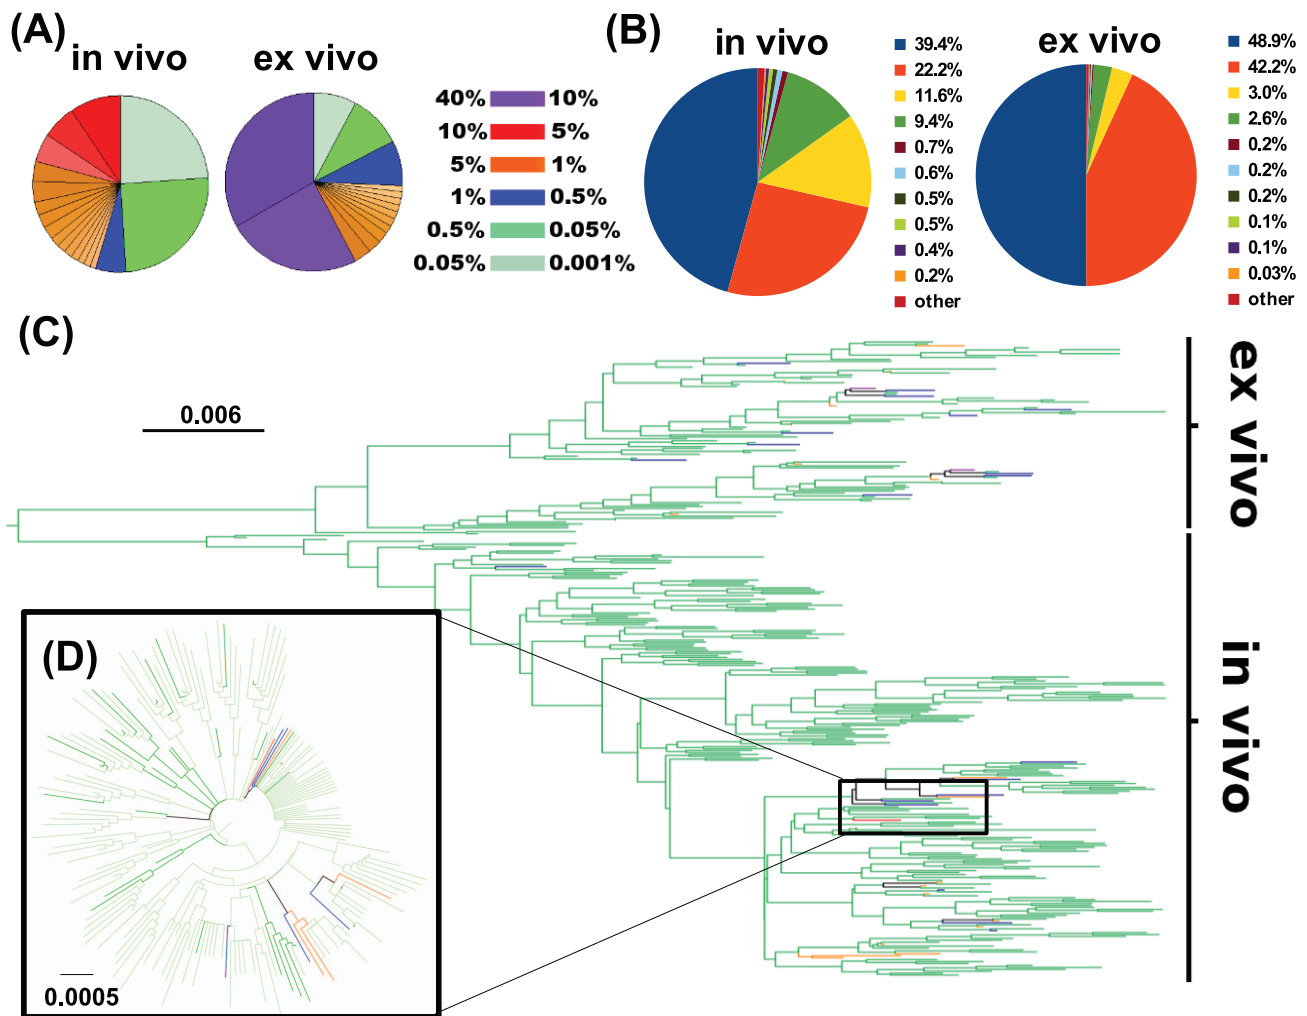 (A)
in vivo
ex vivo
40% 10%
10% 5%
5% 1%
1% 0.5%
0.5% 0.05%
0.05% 0.001%
(B)
in vivo
39.4%
22.2%
11.6%
9.4%
0.7%
0.6%
0.5%
0.5%
0.4%
0.2%
other
ex vivo
48.9%
42.2%
3.0%
2.6%
0.2%
0.2%
0.2%
0.1%
0.1%
0.03%
other
(C)
0.006
ex vivo
in vivo
(D)
0.0005